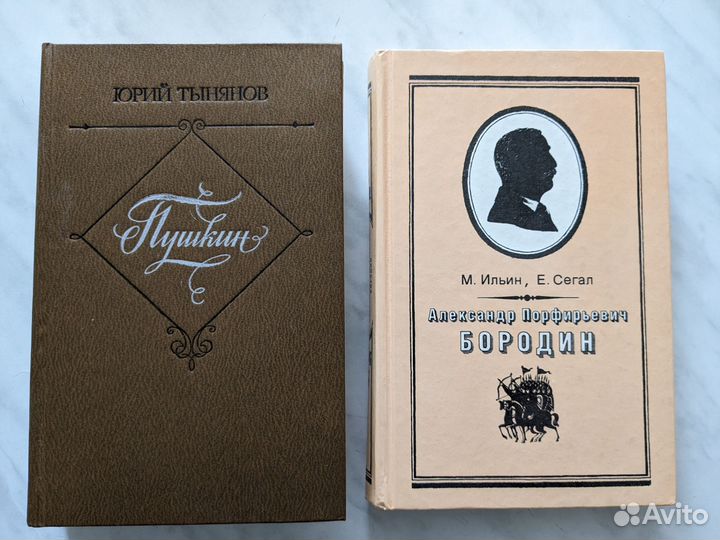 ЮРИЙ ТЫНЯНОВ
Пушкин
М. Ильин, Е. Сегал
Александр Порфирьевич
БОРОДИН
Avito